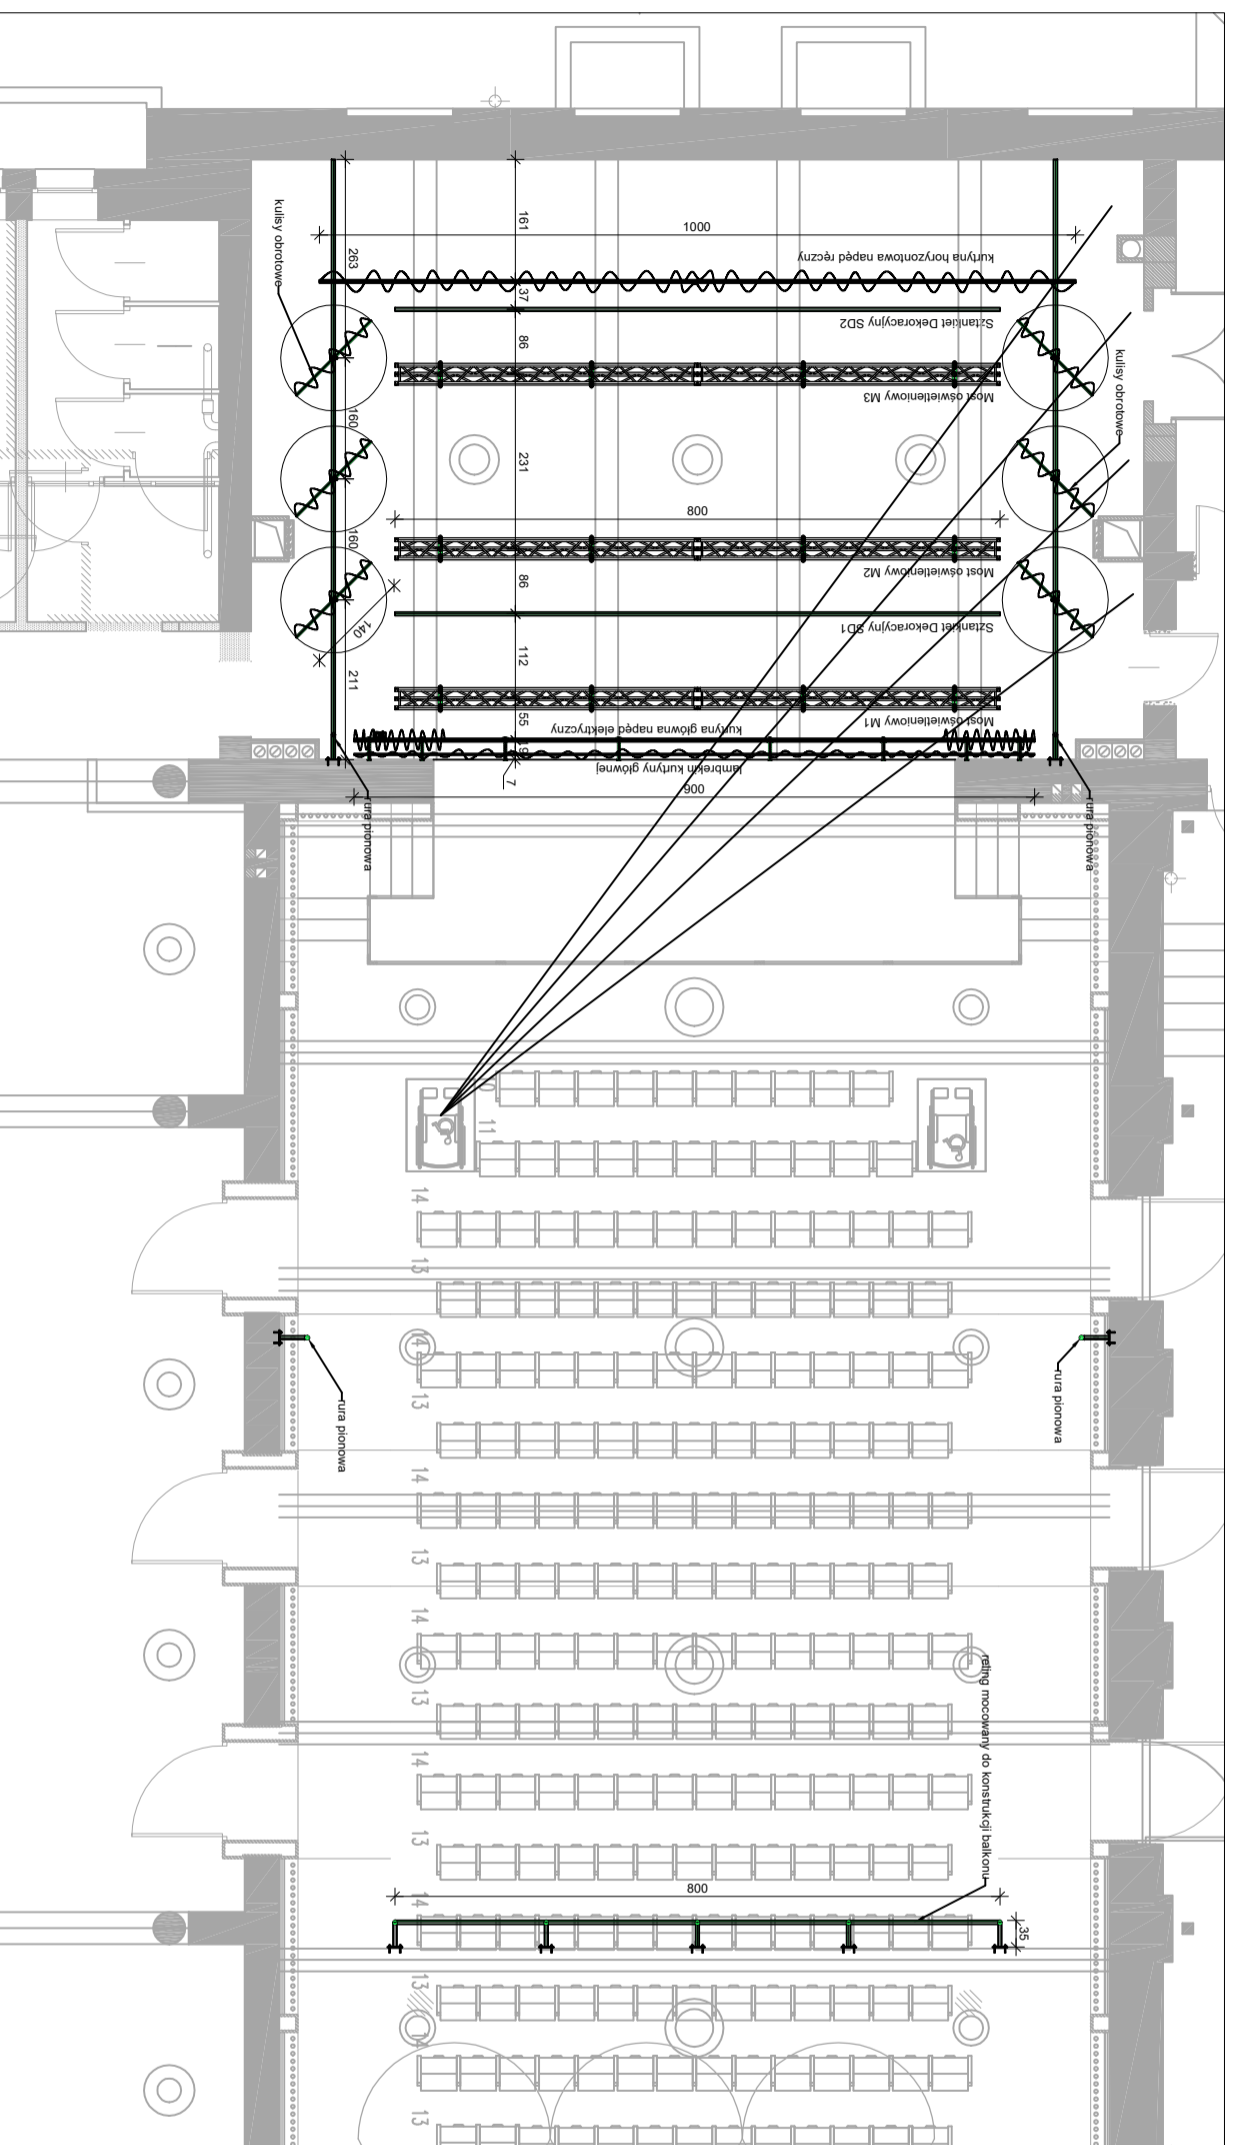 161
1000
kulisy obrotowe
263
kurtyna horyzontowa napęd ręczny
37
Sztankiet Dekoracyjny SD2
86
kulisy obrotowe
Most oświetleniowy M3
160
231
800
160
Most oświetleniowy M2
86
140
Sztankiet Dekoracyjny SD1
112
211
55
Most oświetleniowy M1
kurtyna główna napęd elektryczny
lambrekin kurtyny głównej
7
900
rura pionowa
rura pionowa
11
14
13
14
13
14
13
14
13
14
13
14
13
14
13
rura pionowa
rura pionowa
reling mocowany do konstrukcji balkonu
800
35